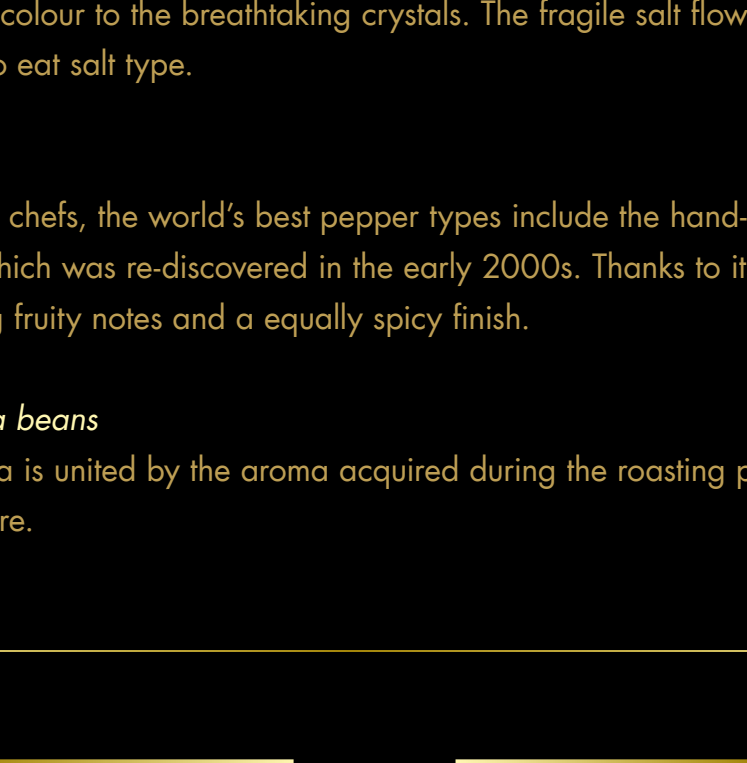 colour to the breathtaking crystals. The fragile salt flow
eat salt type.
chefs, the world's best pepper types include the hand-
which was re-discovered in the early 2000s. Thanks to it
fruity notes and a equally spicy finish.
beans
is united by the aroma acquired during the roasting